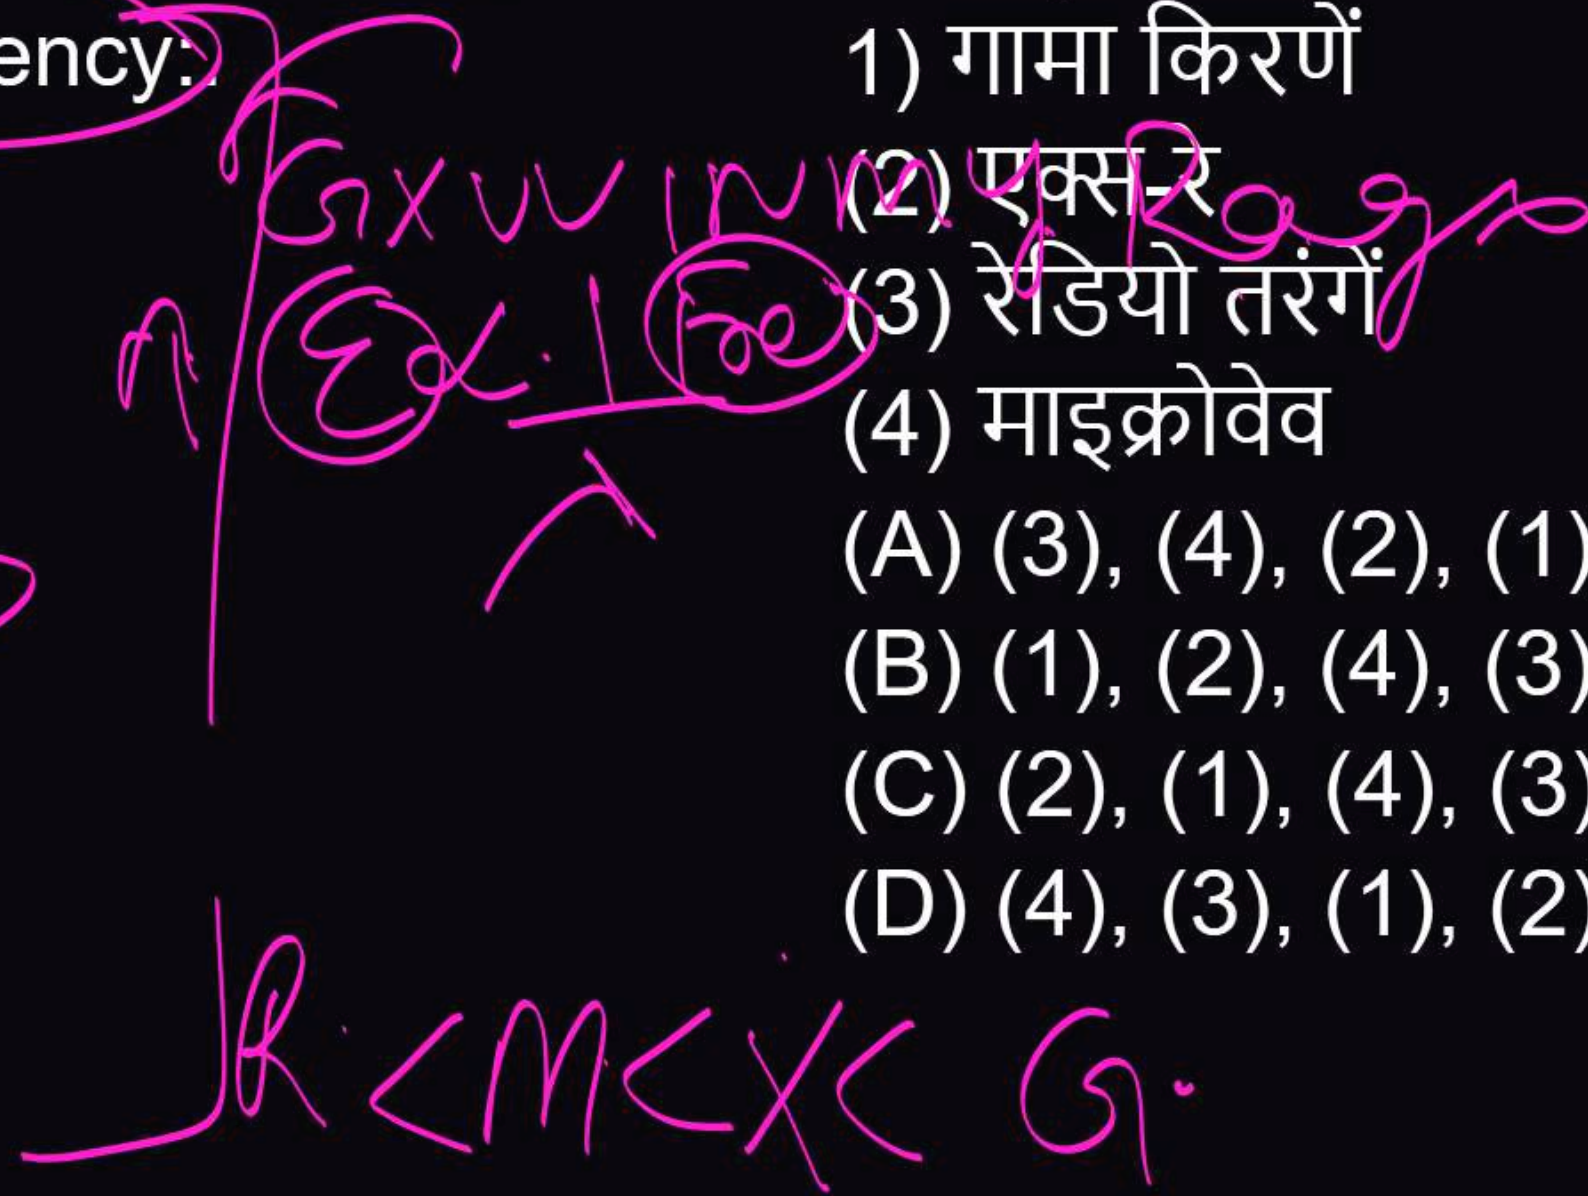 ency:
1) गामा किरणें
(2) एक्स-रे
(3) रेडियो तरंगें
(4) माइक्रोवेव
(A) (3), (4), (2), (1)
(B) (1), (2), (4), (3)
(C) (2), (1), (4), (3)
(D) (4), (3), (1), (2)
G X U V I R V M Rays
R < M < X < G.